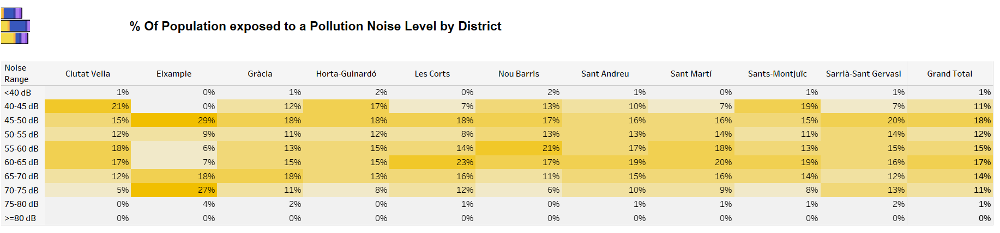 % Of Population exposed to a Pollution Noise Level by District
Noise Range Ciutat Vella Eixample Gràcia Horta-Guinardó Les Corts Nou Barris Sant Andreu Sant Martí Sants-Montjuïc Sarrià-Sant Gervasi Grand Total
<40 dB 1% 0% 1% 2% 0% 2% 1% 0% 1% 1% 1%
40-45 dB 21% 0% 12% 17% 7% 13% 10% 7% 19% 7% 11%
45-50 dB 15% 29% 18% 18% 18% 17% 16% 16% 15% 20% 18%
50-55 dB 12% 9% 11% 12% 8% 13% 13% 14% 11% 14% 12%
55-60 dB 18% 6% 13% 15% 14% 21% 17% 18% 13% 15% 15%
60-65 dB 17% 7% 15% 15% 23% 17% 19% 20% 19% 16% 17%
65-70 dB 12% 18% 18% 13% 16% 11% 15% 16% 14% 12% 14%
70-75 dB 5% 27% 11% 8% 12% 6% 10% 9% 8% 13% 11%
75-80 dB 0% 4% 2% 0% 1% 0% 1% 1% 1% 2% 1%
>=80 dB 0% 0% 0% 0% 0% 0% 0% 0% 0% 0% 0%